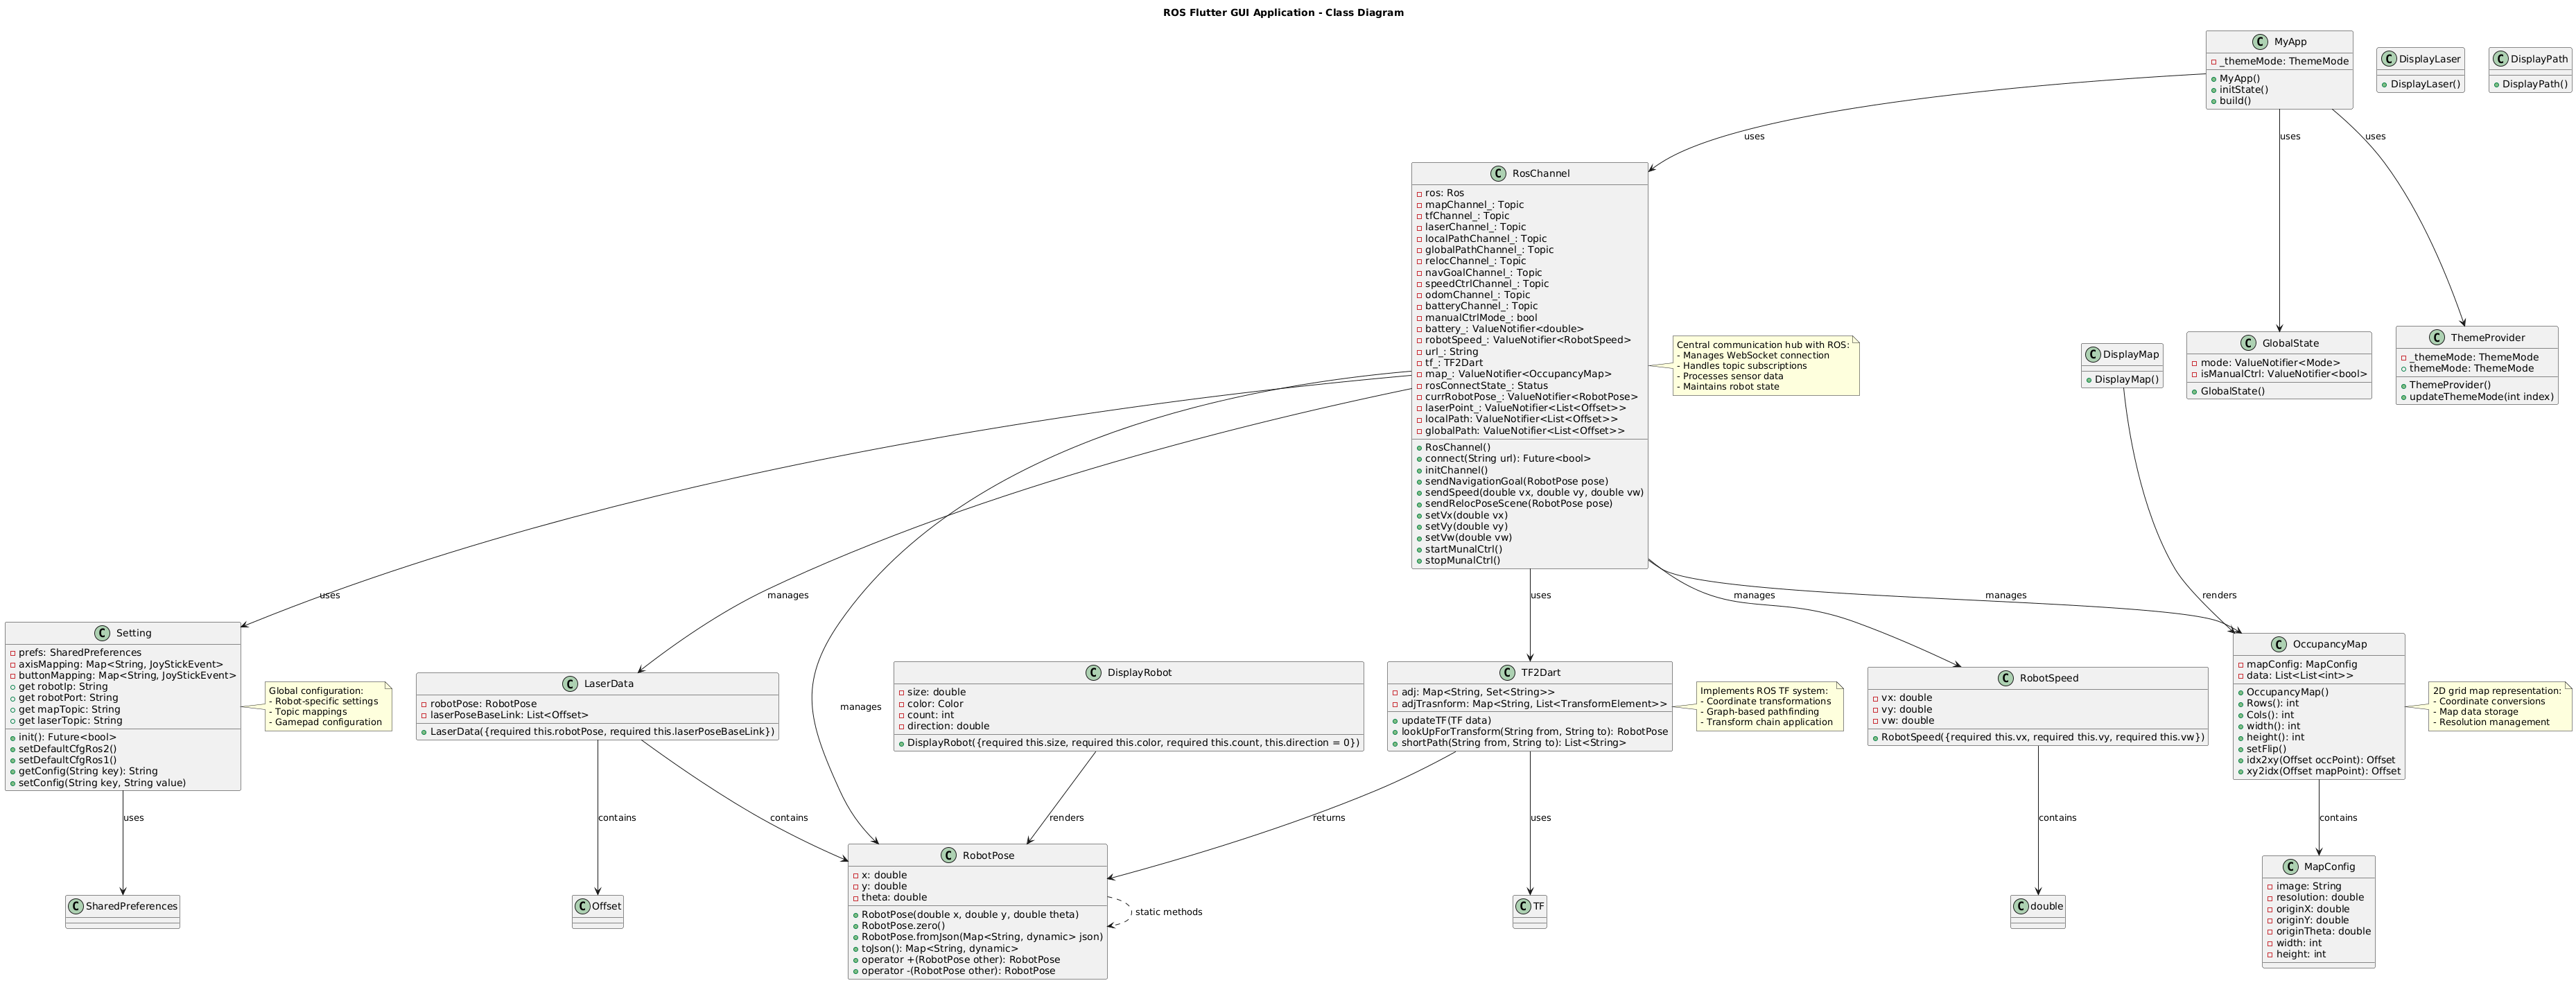 ROS Flutter GUI Application - Class Diagram
MyApp
_themeMode: ThemeMode
MyApp()
initState()
build()
DisplayLaser
DisplayLaser()
DisplayPath
DisplayPath()
uses
uses
uses
RosChannel
ros: Ros
mapChannel_: Topic
tfChannel_: Topic
laserChannel_: Topic
localPathChannel_: Topic
globalPathChannel_: Topic
relocChannel_: Topic
navGoalChannel_: Topic
speedCtrlChannel_: Topic
odomChannel_: Topic
batteryChannel_: Topic
manualCtrlMode_: bool
battery_: ValueNotifier<double>
robotSpeed_: ValueNotifier<RobotSpeed>
url_: String
tf_: TF2Dart
map_: ValueNotifier<OccupancyMap>
rosConnectState_: Status
currRobotPose_: ValueNotifier<RobotPose>
laserPoint_: ValueNotifier<List<Offset>>
localPath: ValueNotifier<List<Offset>>
globalPath: ValueNotifier<List<Offset>>
RosChannel()
connect(String url): Future<bool>
initChannel()
sendNavigationGoal(RobotPose pose)
sendSpeed(double vx, double vy, double vw)
sendRelocPoseScene(RobotPose pose)
setVx(double vx)
setVy(double vy)
setVw(double vw)
startMunalCtrl()
stopMunalCtrl()
Central communication hub with ROS:
- Manages WebSocket connection
- Handles topic subscriptions
- Processes sensor data
- Maintains robot state
DisplayMap
DisplayMap()
GlobalState
mode: ValueNotifier<Mode>
isManualCtrl: ValueNotifier<bool>
GlobalState()
ThemeProvider
_themeMode: ThemeMode
themeMode: ThemeMode
ThemeProvider()
updateThemeMode(int index)
uses
manages
manages
uses
manages
manages
renders
Setting
prefs: SharedPreferences
axisMapping: Map<String, JoyStickEvent>
buttonMapping: Map<String, JoyStickEvent>
get robotIp: String
get robotPort: String
get mapTopic: String
get laserTopic: String
init(): Future<bool>
setDefaultCfgRos2()
setDefaultCfgRos1()
getConfig(String key): String
setConfig(String key, String value)
Global configuration:
- Robot-specific settings
- Topic mappings
- Gamepad configuration
LaserData
robotPose: RobotPose
laserPoseBaseLink: List<Offset>
LaserData({required this.robotPose, required this.laserPoseBaseLink})
DisplayRobot
size: double
color: Color
count: int
direction: double
DisplayRobot({required this.size, required this.color, required this.count, this.direction = 0})
TF2Dart
adj: Map<String, Set<String>>
adjTrasnform: Map<String, List<TransformElement>>
updateTF(TF data)
lookUpForTransform(String from, String to): RobotPose
shortPath(String from, String to): List<String>
Implements ROS TF system:
- Coordinate transformations
- Graph-based pathfinding
- Transform chain application
RobotSpeed
vx: double
vy: double
vw: double
RobotSpeed({required this.vx, required this.vy, required this.vw})
OccupancyMap
mapConfig: MapConfig
data: List<List<int>>
OccupancyMap()
Rows(): int
Cols(): int
width(): int
height(): int
setFlip()
idx2xy(Offset occPoint): Offset
xy2idx(Offset mapPoint): Offset
2D grid map representation:
- Coordinate conversions
- Map data storage
- Resolution management
uses
contains
contains
renders
returns
uses
contains
contains
SharedPreferences
Offset
RobotPose
x: double
y: double
theta: double
RobotPose(double x, double y, double theta)
RobotPose.zero()
RobotPose.fromJson(Map<String, dynamic> json)
toJson(): Map<String, dynamic>
operator +(RobotPose other): RobotPose
operator -(RobotPose other): RobotPose
static methods
TF
double
MapConfig
image: String
resolution: double
originX: double
originY: double
originTheta: double
width: int
height: int